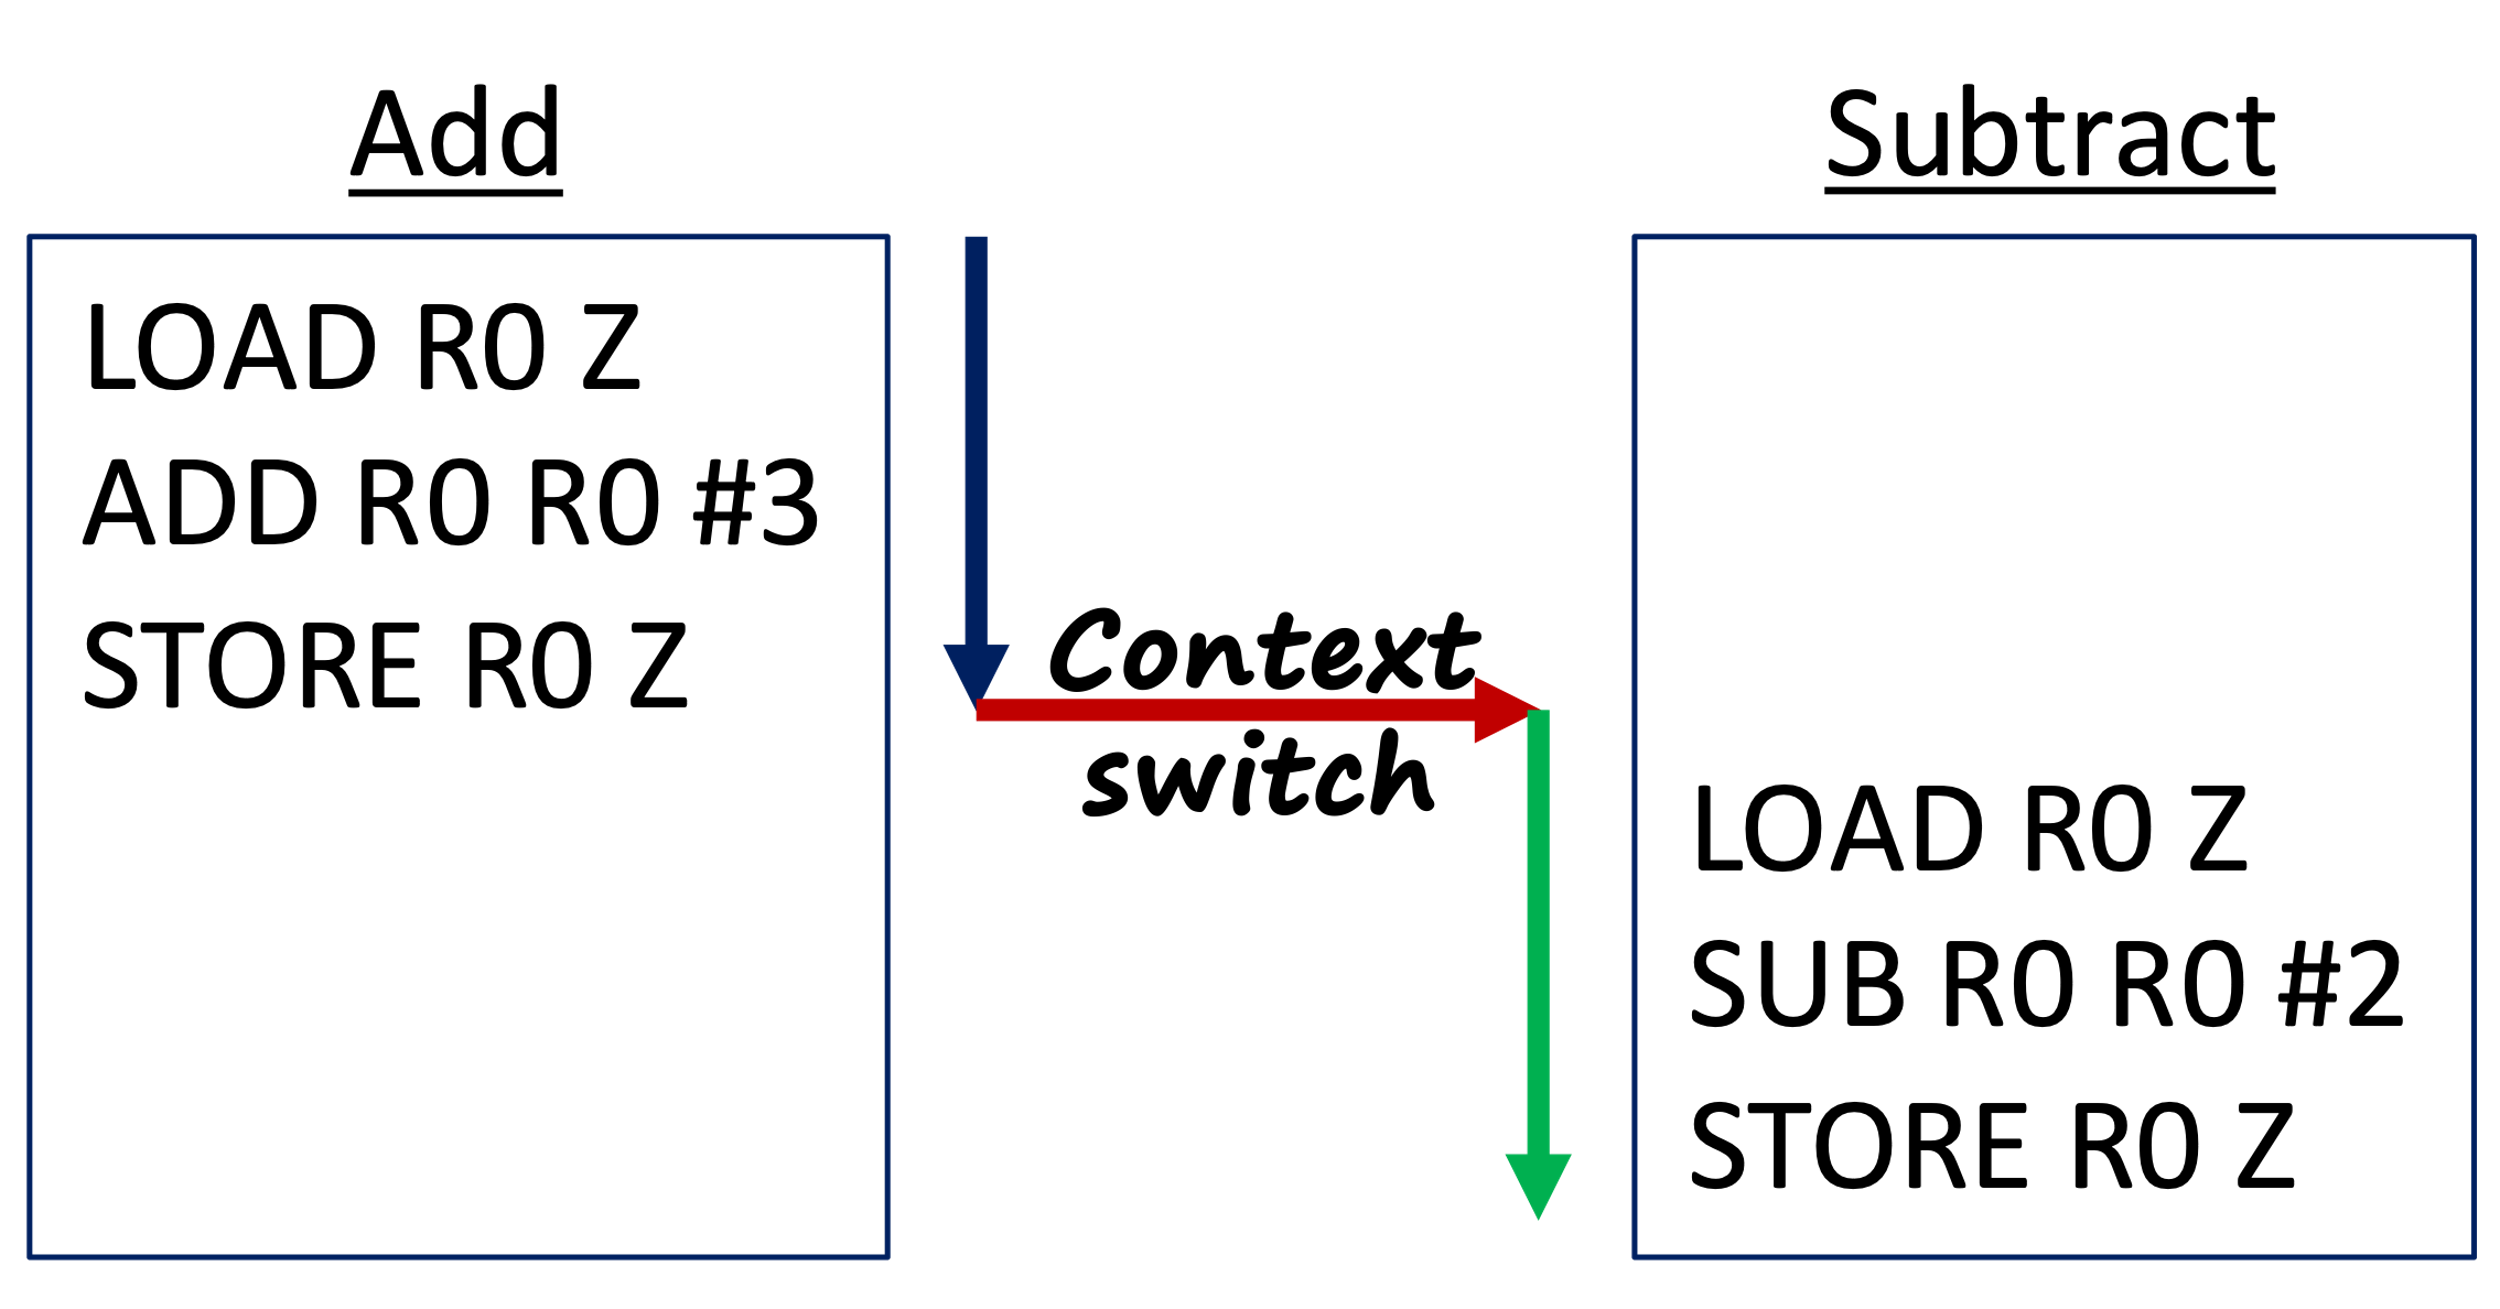 Add
LOAD R0 Z
ADD R0 R0 #3
STORE R0 Z
Context
switch
Subtract
LOAD R0 Z
SUB R0 R0 #2
STORE R0 Z